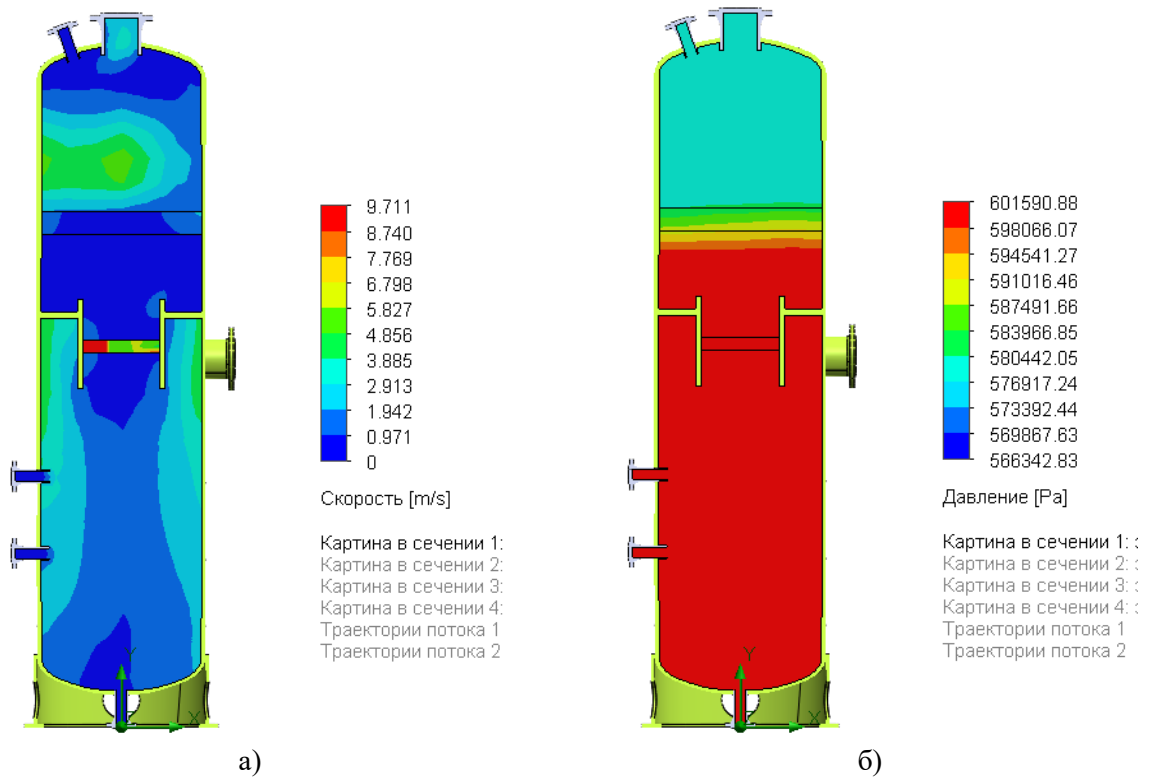 9.711
8.740
7.769
6.798
5.827
4.856
3.885
2.913
1.942
0.971
0
Скорость [m/s]
Картина в сечении 1:
Картина в сечении 2:
Картина в сечении 3:
Картина в сечении 4:
Траектории потока 1
Траектории потока 2
Y
X
а)
601590.88
598066.07
594541.27
591016.46
587491.66
583966.85
580442.05
576917.24
573392.44
569867.63
566342.83
Давление [Pa]
Картина в сечении 1:
Картина в сечении 2:
Картина в сечении 3:
Картина в сечении 4:
Траектории потока 1
Траектории потока 2
Y
X
б)